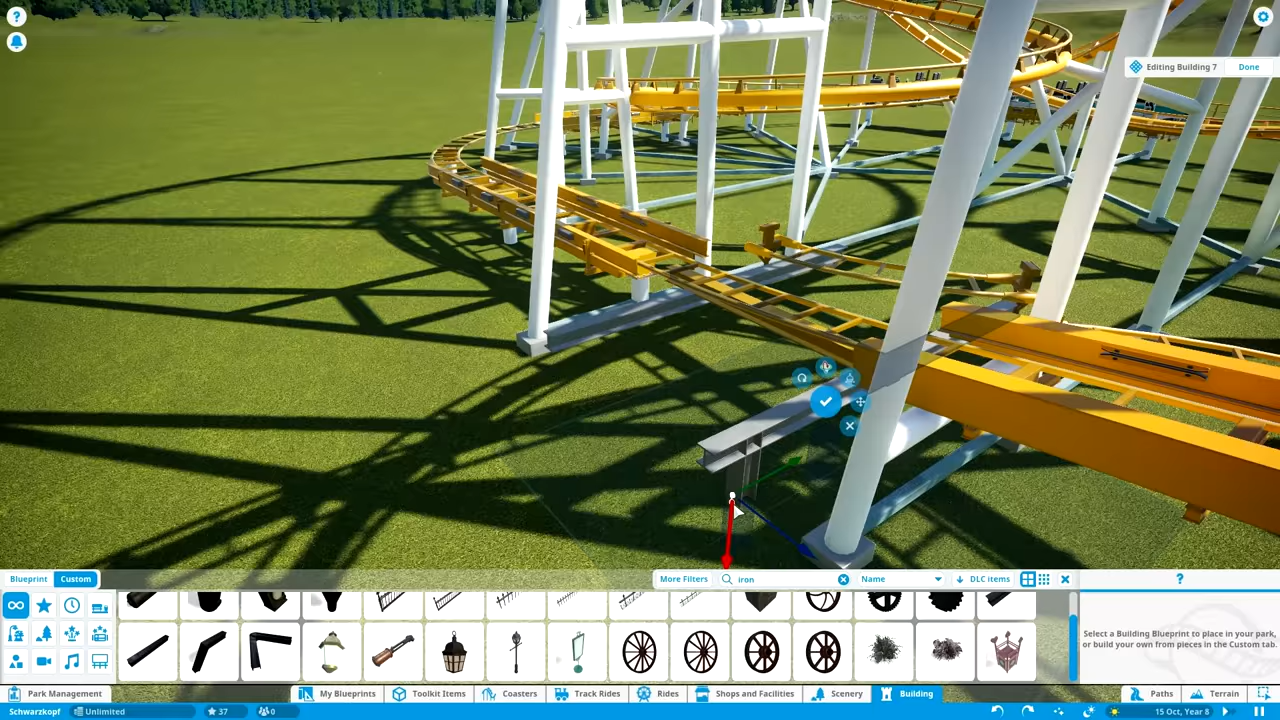 ?
Editing Building 7 Done
Blueprint Custom
More Filters iron Name DLC items ?
Select a Building Blueprint to place in your park,
or build your own from pieces in the Custom tab.
Park Management My Blueprints Toolkit Items Coasters Track Rides Rides Shops and Facilities Scenery Building Paths Terrain
Schwarzkopf Unlimited 37 0 15 Oct, Year 8